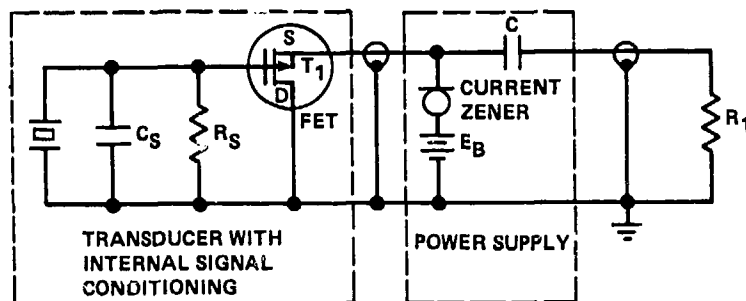 S
T1
D
FET
CS
RS
C
CURRENT
ZENER
EB
R1
TRANSDUCER WITH
INTERNAL SIGNAL
CONDITIONING
POWER SUPPLY